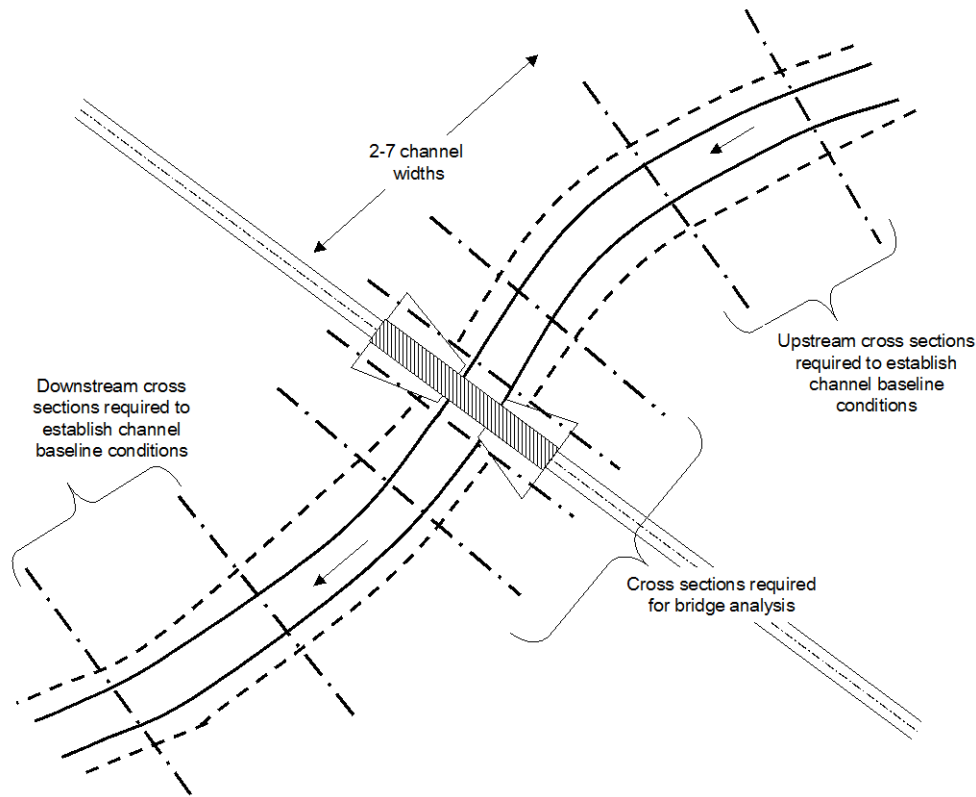 2-7 channel
widths
Upstream cross sections
required to establish
channel baseline
conditions
Downstream cross
sections required to
establish channel
baseline conditions
Cross sections required
for bridge analysis